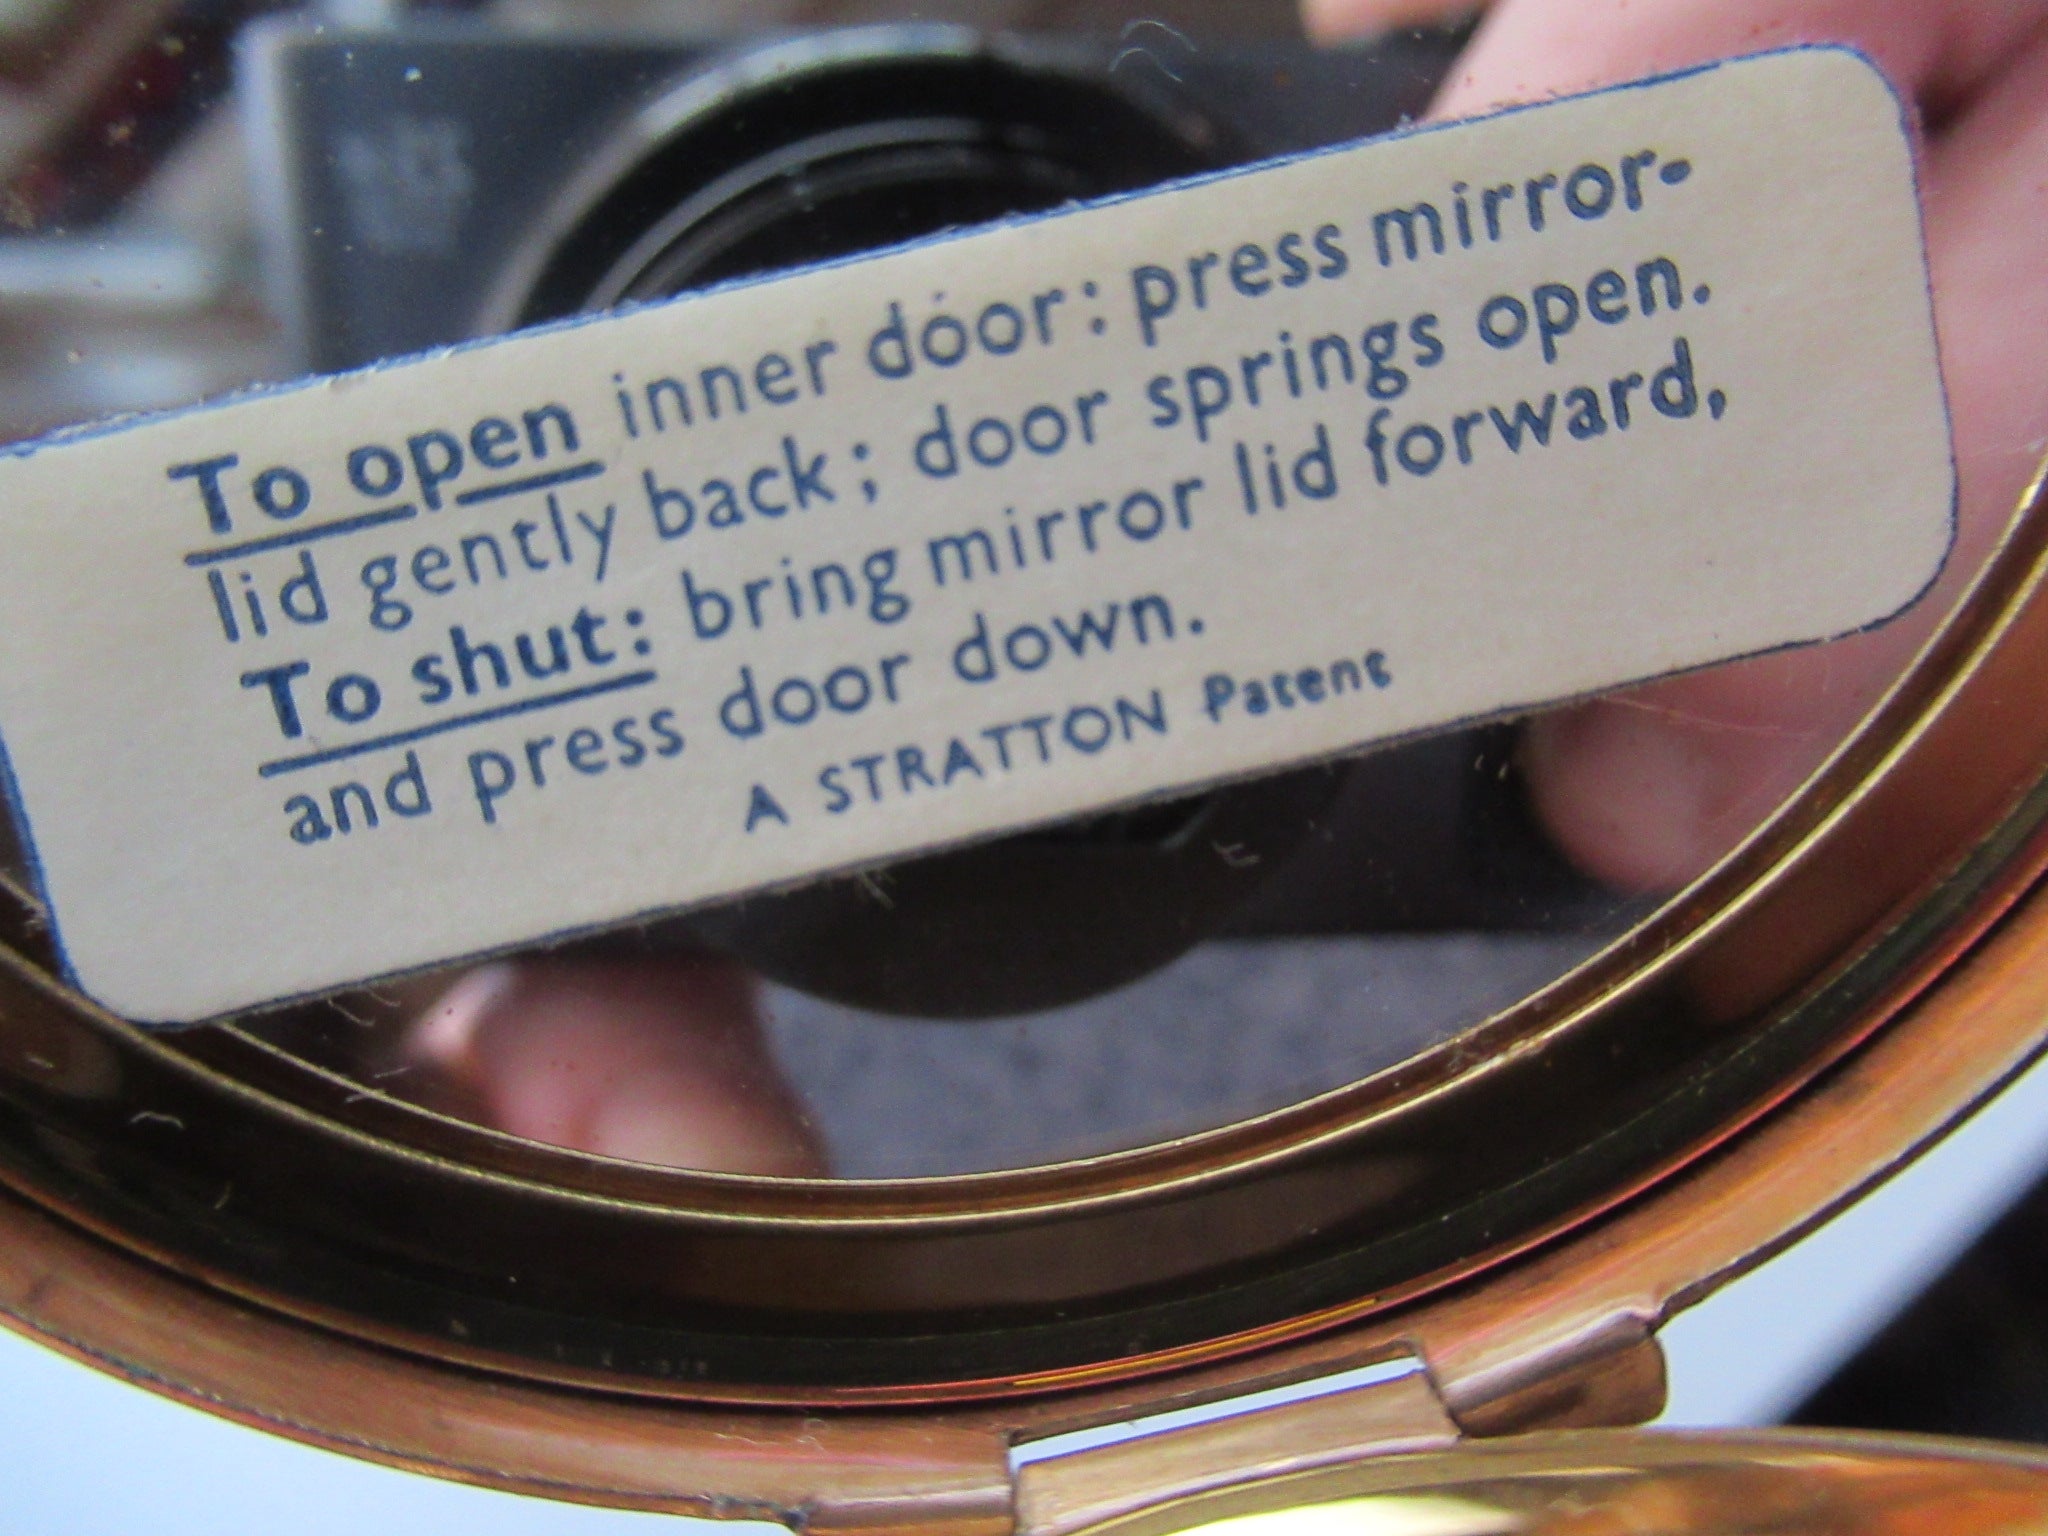 To open inner door: press mirror-
lid gently back; door springs open.
To shut: bring mirror lid forward,
and press door down.
A STRATTON Patent